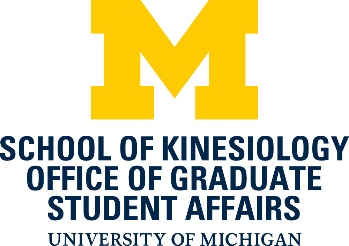 M
SCHOOL OF KINESIOLOGY
OFFICE OF GRADUATE
STUDENT AFFAIRS
UNIVERSITY OF MICHIGAN